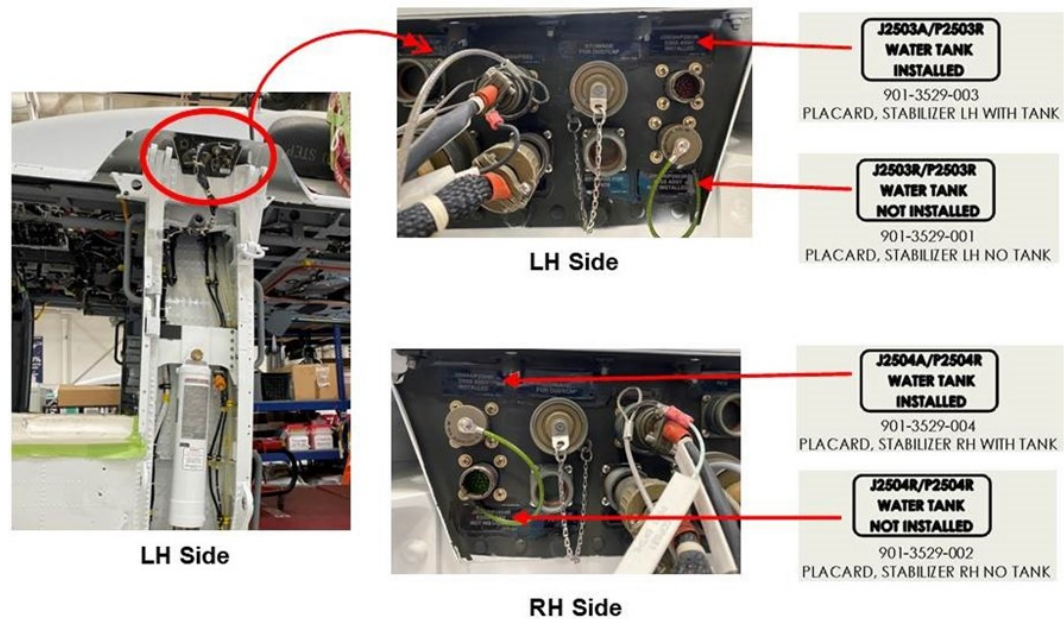 J2503A/P2503R
WATER TANK
INSTALLED
901-3529-003
PLACARD, STABILIZER LH WITH TANK
LH Side
J2503R/P2503R
WATER TANK
NOT INSTALLED
901-3529-001
PLACARD, STABILIZER LH NO TANK
LH Side
J2504A/P2504R
WATER TANK
INSTALLED
901-3529-004
PLACARD, STABILIZER RH WITH TANK
J2504R/P2504R
WATER TANK
NOT INSTALLED
901-3529-002
PLACARD, STABILIZER RH NO TANK
RH Side